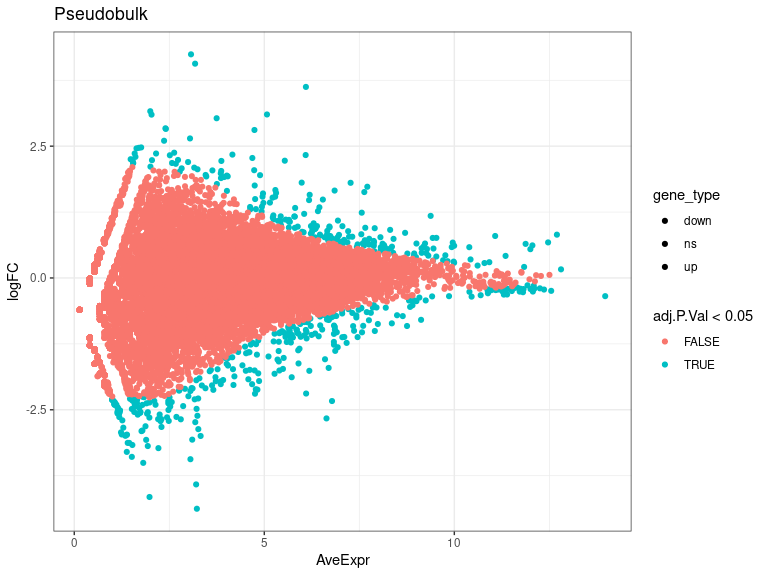 Pseudobulk
logFC
2.5
0.0
-2.5
0
5
10
AveExpr
gene_type
down
ns
up
adj.P.Val < 0.05
FALSE
TRUE